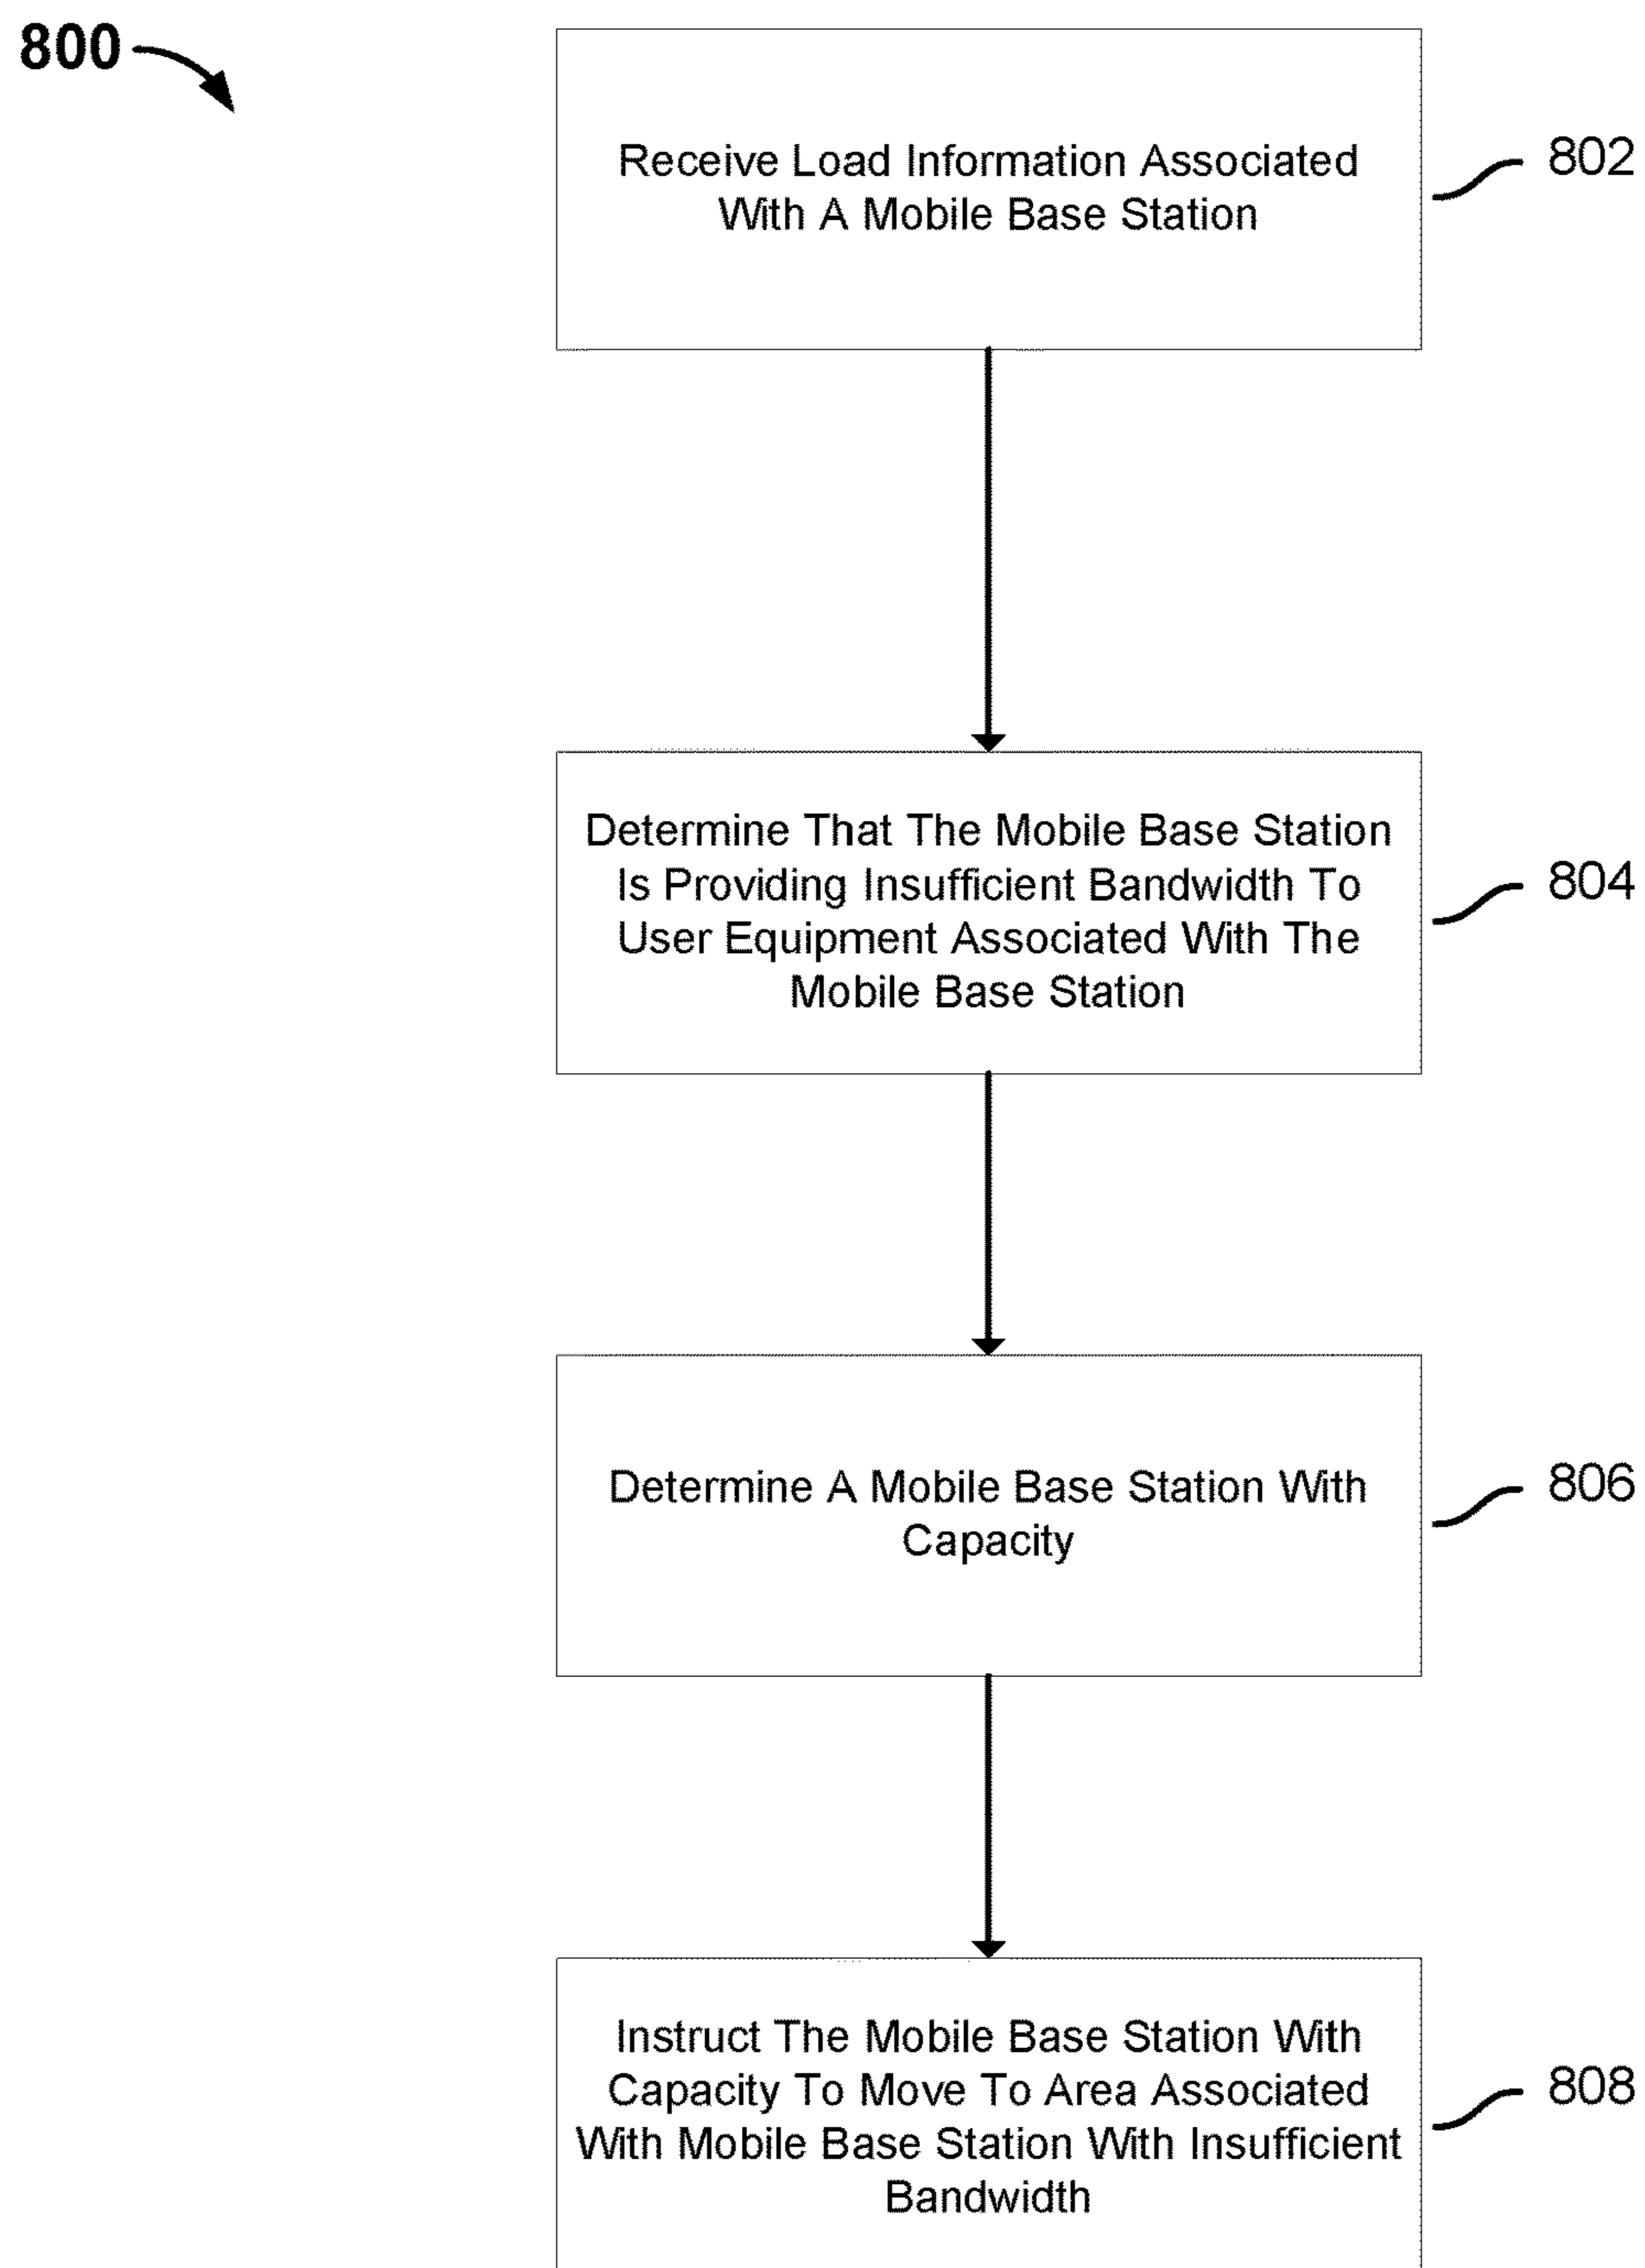 800
Receive Load Information Associated
With A Mobile Base Station
802
Determine That The Mobile Base Station
Is Providing Insufficient Bandwidth To
User Equipment Associated With The
Mobile Base Station
804
Determine A Mobile Base Station With
Capacity
806
Instruct The Mobile Base Station With
Capacity To Move To Area Associated
With Mobile Base Station With Insufficient
Bandwidth
808